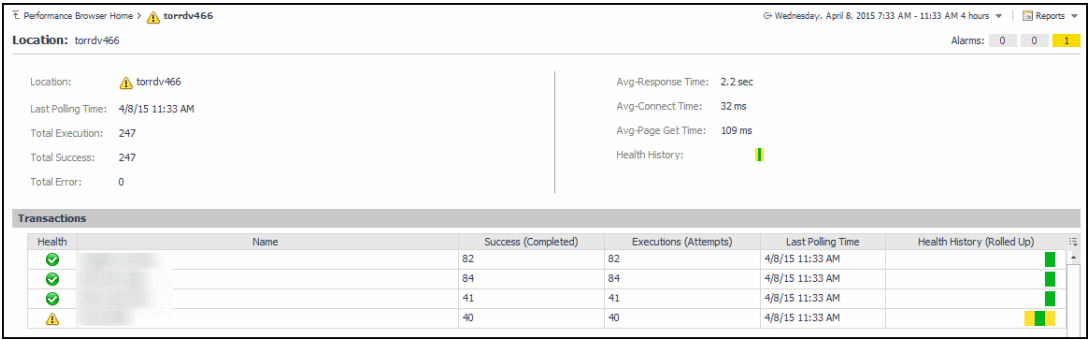 Performance Browser Home > torrdv466 Wednesday, April 8, 2015 7:33 AM - 11:33 AM 4 hours Reports
Location: torrdv466 Alarms: 0 0 1
Location: torrdv466 Avg-Response Time: 2.2 sec
Last Polling Time: 4/8/15 11:33 AM Avg-Connect Time: 32 ms
Total Execution: 247 Avg-Page Get Time: 109 ms
Total Success: 247 Health History:
Total Error: 0
Transactions
Health Name Success (Completed) Executions (Attempts) Last Polling Time Health History (Rolled Up)
82 82 4/8/15 11:33 AM
84 84 4/8/15 11:33 AM
41 41 4/8/15 11:33 AM
40 40 4/8/15 11:33 AM